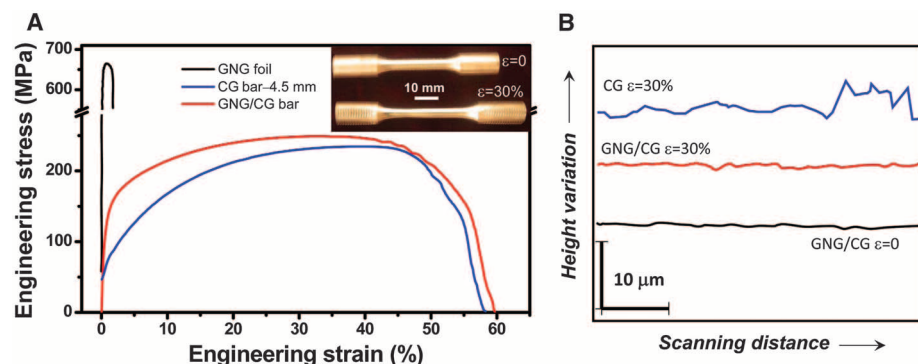 A
Engineering stress (MPa)
700
650
600
200
100
0
GNG foil
CG bar–4.5 mm
GNG/CG bar
ε=0
10 mm
ε=30%
0 10 20 30 40 50 60
Engineering strain (%)
B
Height variation
CG ε=30%
GNG/CG ε=30%
GNG/CG ε=0
10 μm
Scanning distance